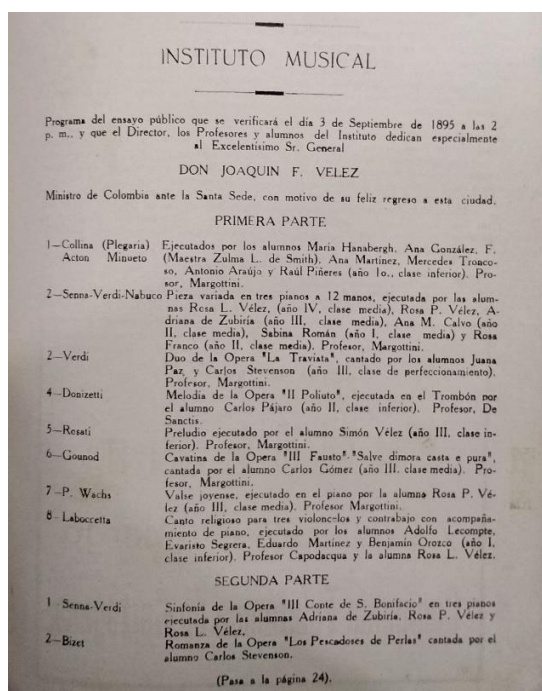 INSTITUTO MUSICAL
Programa del ensayo público que se verificará el día 3 de Septiembre de 1895 a las 2
p. m., y que el Director, los Profesores y alumnos del Instituto dedican especialmente
al Excelentísimo Sr. General
DON JOAQUIN F. VELEZ
Ministro de Colombia ante la Santa Sede, con motivo de su feliz regreso a esta ciudad.
PRIMERA PARTE
1—Collina (Plegaria) Ejecutados por los alumnos María Hanabergh, Ana González, F.
Acton Minueto (Maestra Zulma L. de Smith), Ana Martínez, Mercedes Tronco-
so, Antonio Araújo y Raúl Piñeres (año 1o., clase inferior). Pro-
sor, Margottini.
2—Senna-Verdi-Nabuco Pieza variada en tres pianos a 12 manos, ejecutada por las alum-
nas Rosa L. Vélez, (año IV, clase media), Rosa P. Vélez, A-
driana de Zubiría (año III, clase media), Ana M. Calvo (año
II, clase media), Sabina Román (año I, clase media) y Rosa
Franco (año II, clase media). Profesor, Margottini.
2—Verdi Duo de la Opera "La Traviata", cantado por los alumnos Juana
Paz, y Carlos Stevenson (año III, clase de perfeccionamiento).
Profesor, Margottini.
4—Donizetti Melodía de la Opera "II Poliuto", ejecutada en el Trombón por
el alumno Carlos Pájaro (año II, clase inferior). Profesor, De
Sanctis.
5—Rosati Preludio ejecutado por el alumno Simón Vélez (año III, clase in-
ferior). Profesor, Margottini.
6—Gounod Cavatina de la Opera "III Fausto"-"Salve dimora casta e pura",
cantada por el alumno Carlos Gómez (año III. clase media). Pro-
fesor, Margottini.
7—P. Wachs Valse joyense, ejecutado en el piano por la alumna Rosa P. Vé-
lez (año III, clase media). Profesor Margottini.
8—Laboccetta Canto religioso para tres violoncelos y contrabajo con acompaña-
miento de piano, ejecutado por los alumnos Adolfo Lecompte,
Evaristo Segrera, Eduardo Martínez y Benjamín Orozco (año I,
clase inferior). Profesor Capodacqua y la alumna Rosa L. Vélez.
SEGUNDA PARTE
1 Senna-Verdi Sinfonía de la Opera "III Conte de S. Bonifacio" en tres pianos
ejecutada por las alumnas Adriana de Zubiría, Rosa P. Vélez y
Rosa L. Vélez.
2—Bizet Romanza de la Opera "Los Pescadoses de Perlas" cantada por el
alumno Carlos Stevenson.
(Pasa a la página 24).